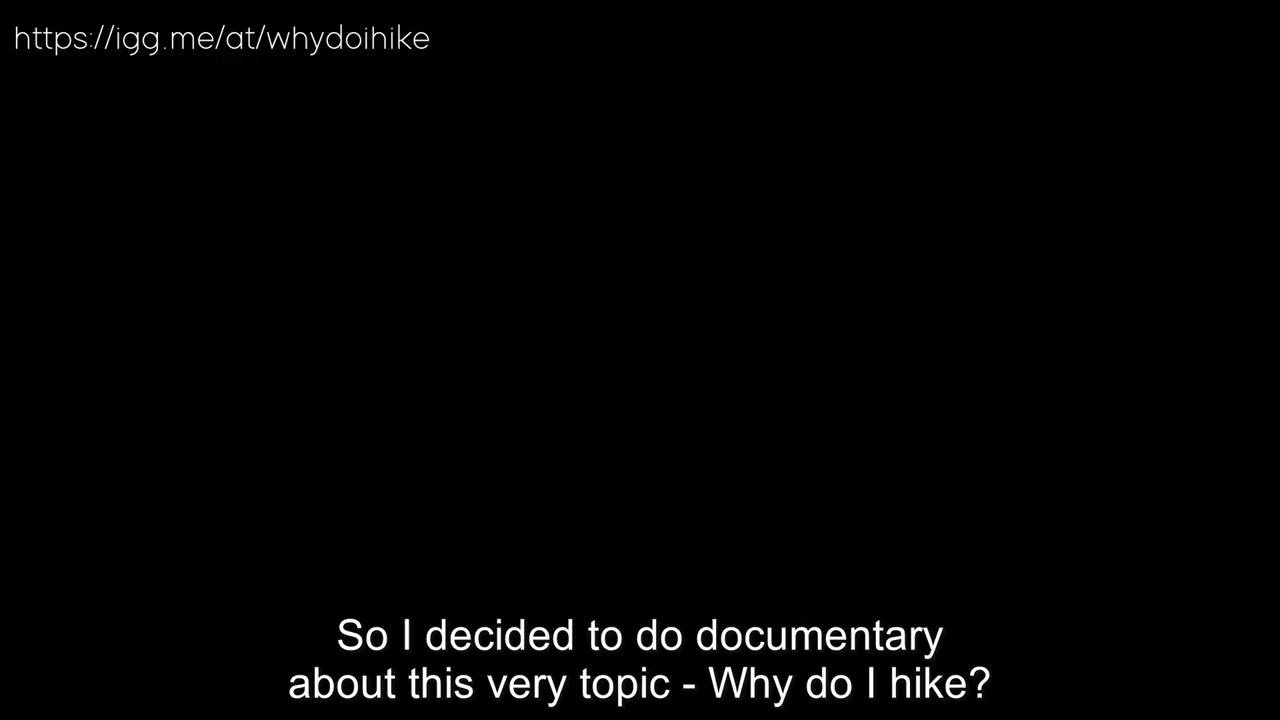 https://igg.me/at/whydoihike
So I decided to do documentary
about this very topic - Why do I hike?